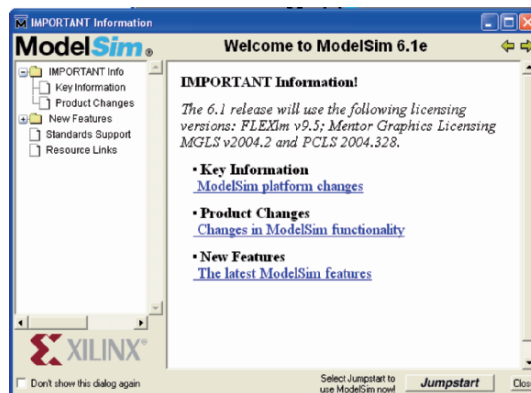 IMPORTANT Information
ModelSim®
Welcome to ModelSim 6.1e
IMPORTANT Info
Key Information
Product Changes
New Features
Standards Support
Resource Links
IMPORTANT Information!
The 6.1 release will use the following licensing
versions: FLEXlm v9.5; Mentor Graphics Licensing
MGLS v2004.2 and PCLS 2004.328.
• Key Information
ModelSim platform changes
• Product Changes
Changes in ModelSim functionality
• New Features
The latest ModelSim features
XILINX®
Don't show this dialog again
Select Jumpstart to
use ModelSim now!
Jumpstart